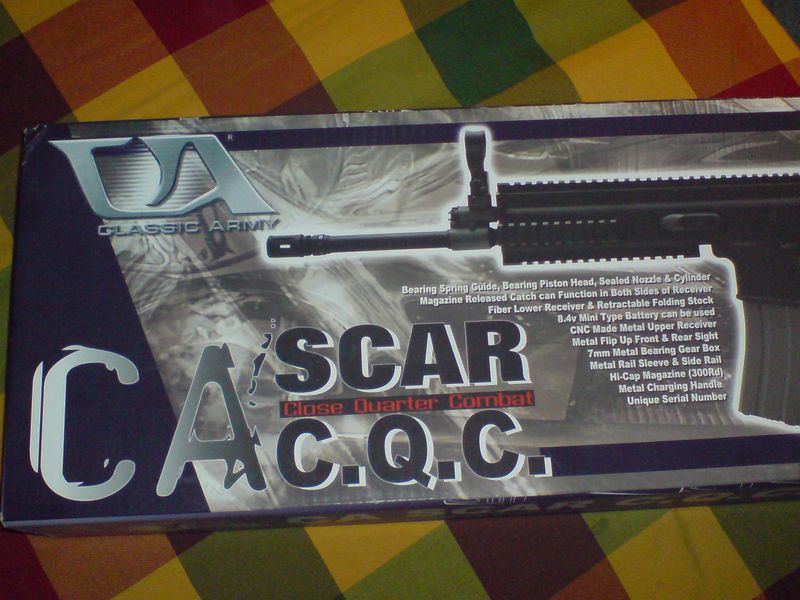 CA
®
CLASSIC ARMY
Bearing Spring Guide, Bearing Piston Head, Sealed Nozzle & Cylinder
Magazine Released Catch can Function in Both Sides of Receiver
Fiber Lower Receiver & Retractable Folding Stock
8.4v Mini Type Battery can be used
CNC Made Metal Upper Receiver
Metal Flip Up Front & Rear Sight
7mm Metal Bearing Gear Box
Metal Rail Sleeve & Side Rail
Hi-Cap Magazine (300Rd)
Metal Charging Handle
Unique Serial Number
CA SCAR
Close Quarter Combat
C.Q.C.
CA SCAR C.Q.C